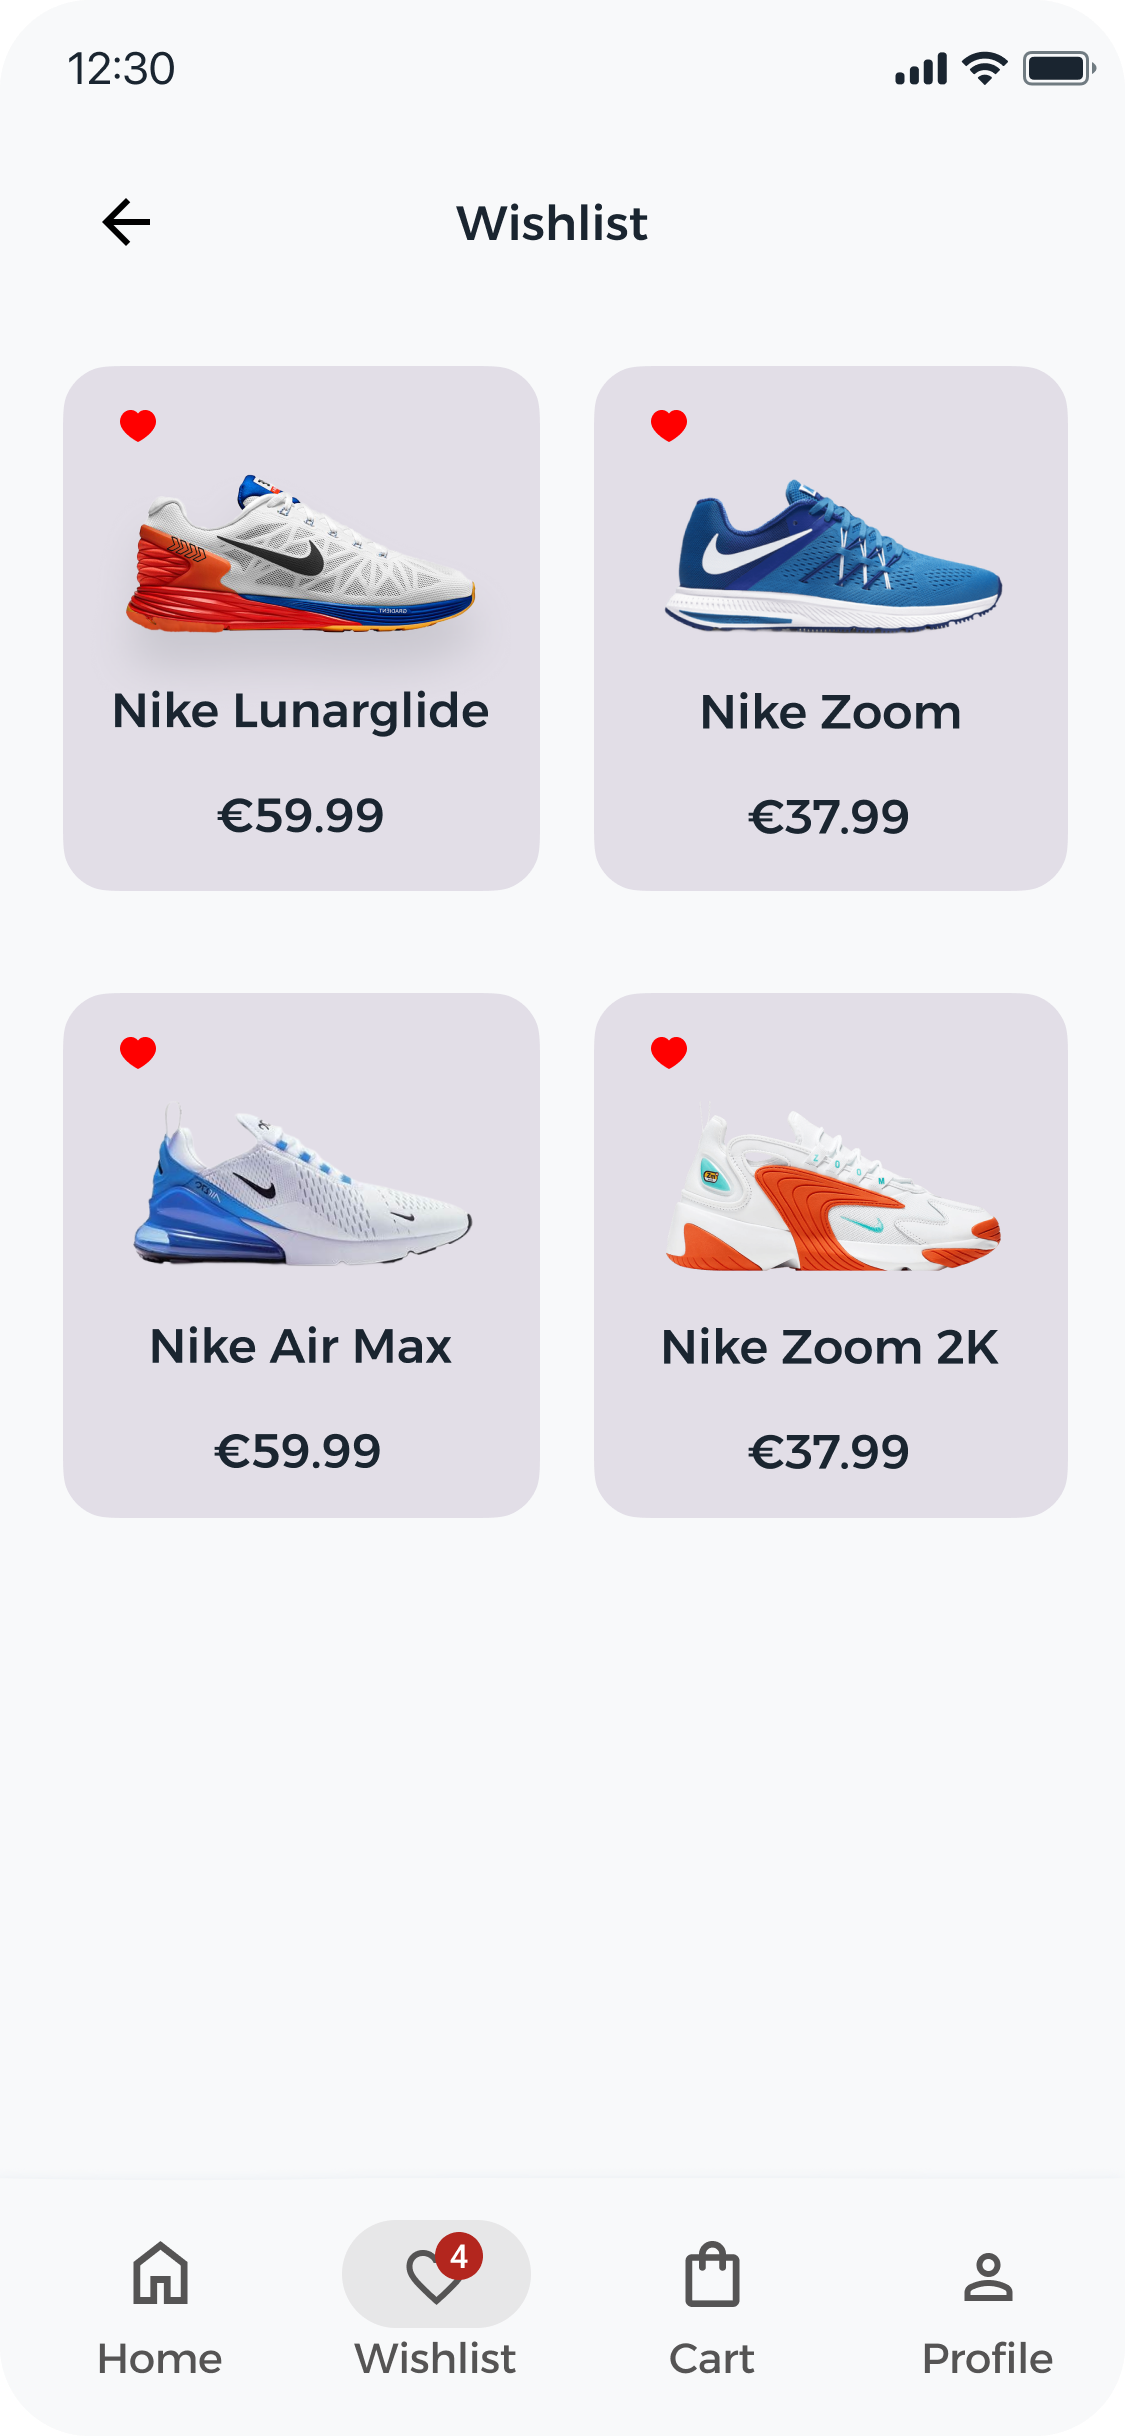 12:30
Wishlist
Nike Lunarglide
€59.99
Nike Zoom
€37.99
Nike Air Max
€59.99
Z O O M
Nike Zoom 2K
€37.99
4
Home
Wishlist
Cart
Profile